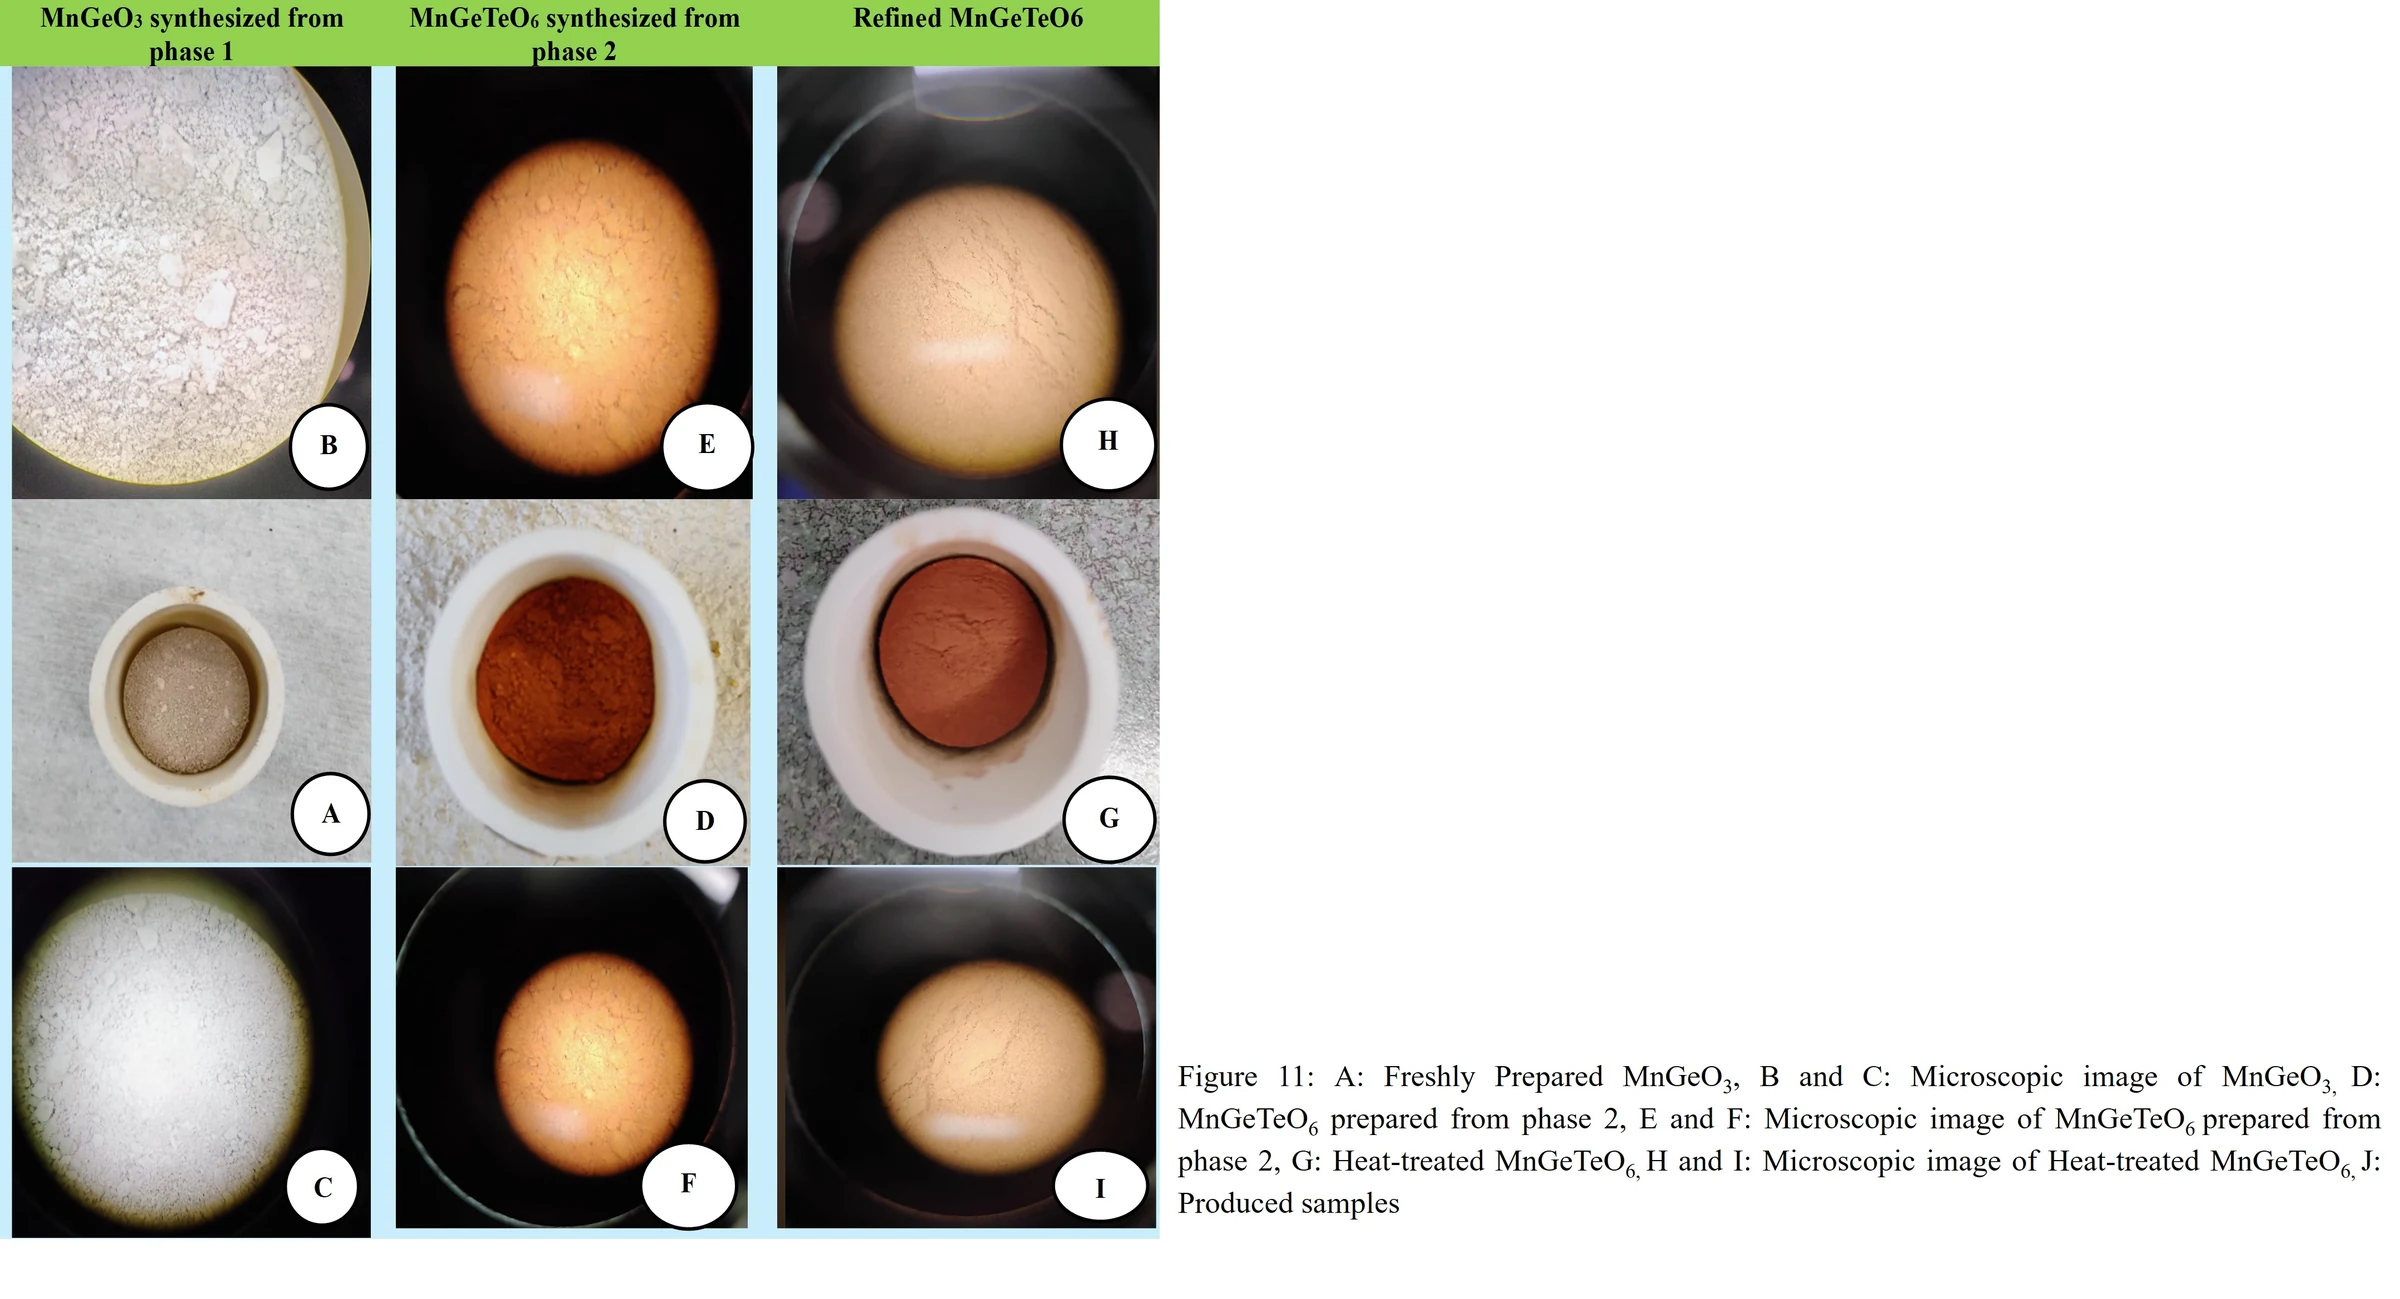 MnGeO₃ synthesized from
phase 1
MnGeTeO₆ synthesized from
phase 2
Refined MnGeTeO6
B
E
H
A
D
G
C
F
I
Figure 11: A: Freshly Prepared MnGeO₃, B and C: Microscopic image of MnGeO₃, D:
MnGeTeO₆ prepared from phase 2, E and F: Microscopic image of MnGeTeO₆ prepared from
phase 2, G: Heat-treated MnGeTeO₆, H and I: Microscopic image of Heat-treated MnGeTeO₆, J:
Produced samples